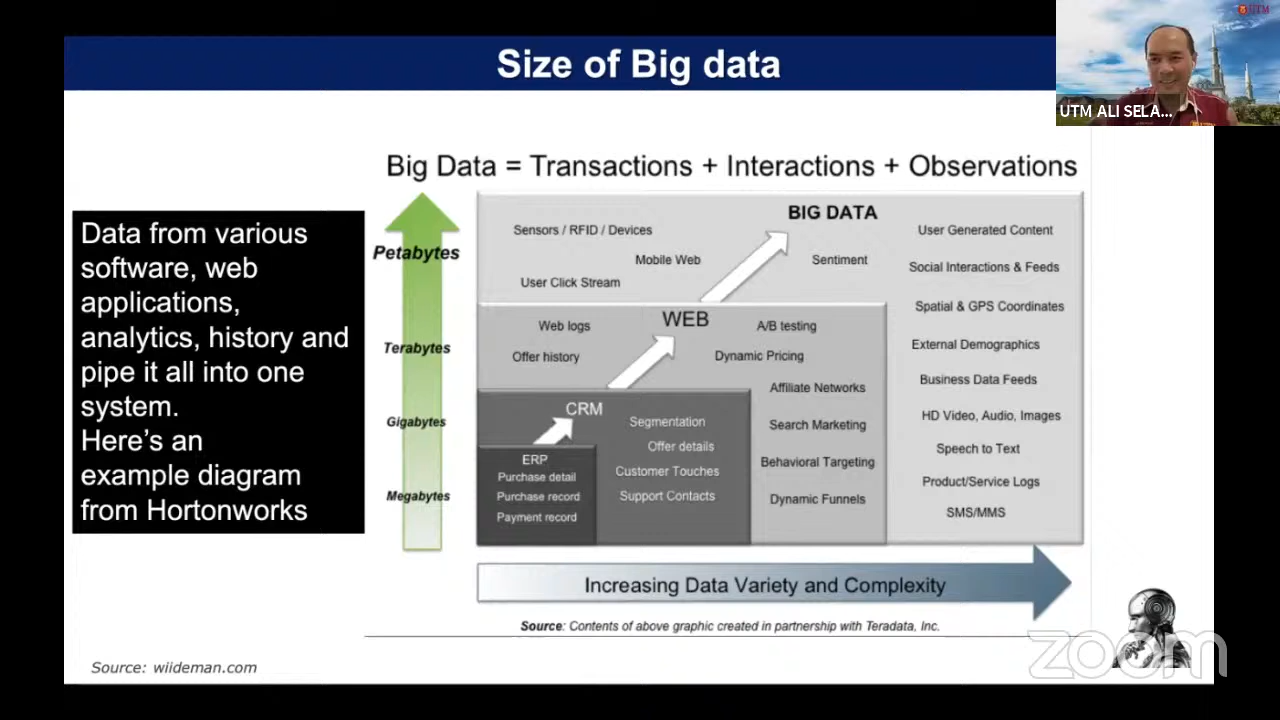 Size of Big data
UTM
UTM ALI SELA...
Big Data = Transactions + Interactions + Observations
Data from various
software, web
applications,
analytics, history and
pipe it all into one
system.
Here's an
example diagram
from Hortonworks
Petabytes
Terabytes
Gigabytes
Megabytes
BIG DATA
Sensors / RFID / Devices
Mobile Web
Sentiment
User Click Stream
User Generated Content
Social Interactions & Feeds
Spatial & GPS Coordinates
External Demographics
Business Data Feeds
HD Video, Audio, Images
Speech to Text
Product/Service Logs
SMS/MMS
WEB
Web logs
A/B testing
Offer history
Dynamic Pricing
Affiliate Networks
Search Marketing
Behavioral Targeting
Dynamic Funnels
CRM
Segmentation
Offer details
Customer Touches
Support Contacts
ERP
Purchase detail
Purchase record
Payment record
Increasing Data Variety and Complexity
Source: Contents of above graphic created in partnership with Teradata, Inc.
Source: wiideman.com
zoom